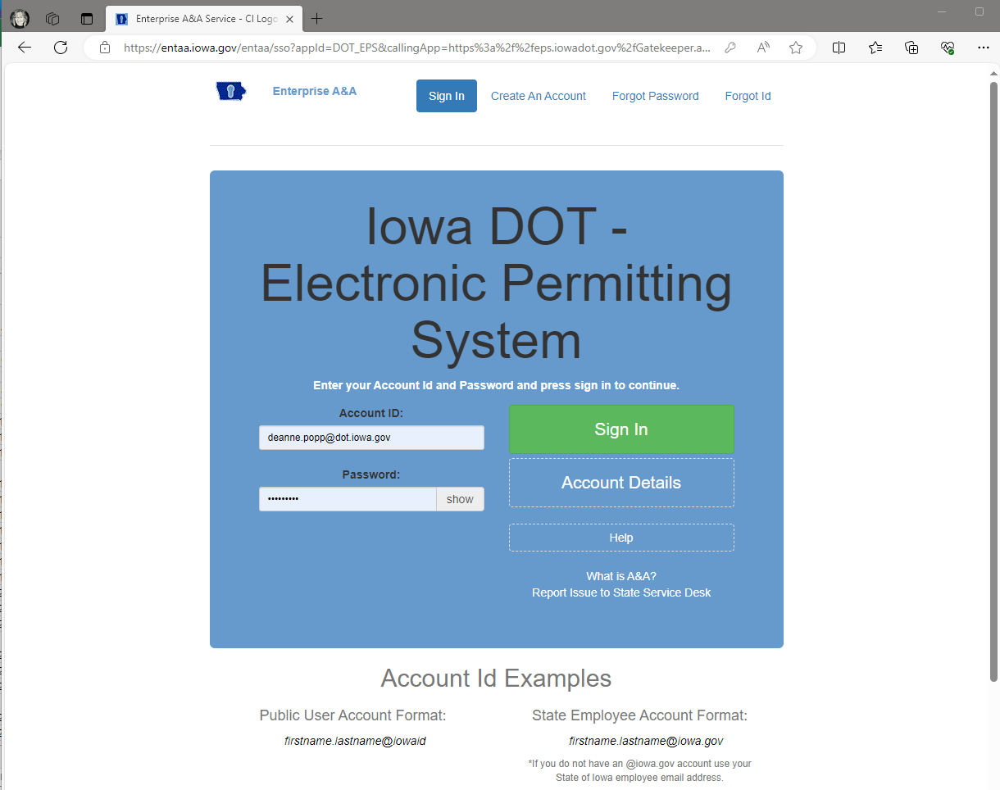 Enterprise A&A Service - CI Logo
https://entaa.iowa.gov/entaa/sso?appId=DOT_EPS&callingApp=https%3a%2f%2feps.iowadot.gov%2fGatekeeper.a...
Enterprise A&A
Sign In
Create An Account
Forgot Password
Forgot Id
Iowa DOT -
Electronic Permitting
System
Enter your Account Id and Password and press sign in to continue.
Account ID:
deanne.popp@dot.iowa.gov
Password:
•••••••••
show
Sign In
Account Details
Help
What is A&A?
Report Issue to State Service Desk
Account Id Examples
Public User Account Format:
firstname.lastname@iowaid
State Employee Account Format:
firstname.lastname@iowa.gov
*If you do not have an @iowa.gov account use your
State of Iowa employee email address.